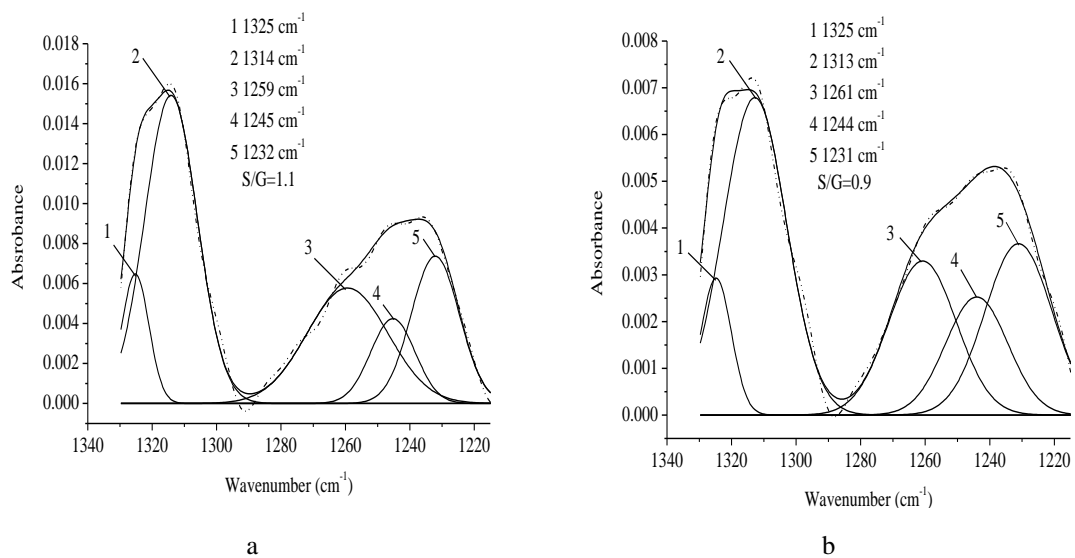 1 1325 cm-1
2 1314 cm-1
3 1259 cm-1
4 1245 cm-1
5 1232 cm-1
S/G=1.1
0.018
0.016
0.014
0.012
0.010
0.008
0.006
0.004
0.002
0.000
Absrobance
1
2
3
4
5
1340 1320 1300 1280 1260 1240 1220
Wavenumber (cm-1)
a
1 1325 cm-1
2 1313 cm-1
3 1261 cm-1
4 1244 cm-1
5 1231 cm-1
S/G=0.9
0.008
0.007
0.006
0.005
0.004
0.003
0.002
0.001
0.000
Absorbance
1
2
3
4
5
1340 1320 1300 1280 1260 1240 1220
Wavenumber (cm-1)
b